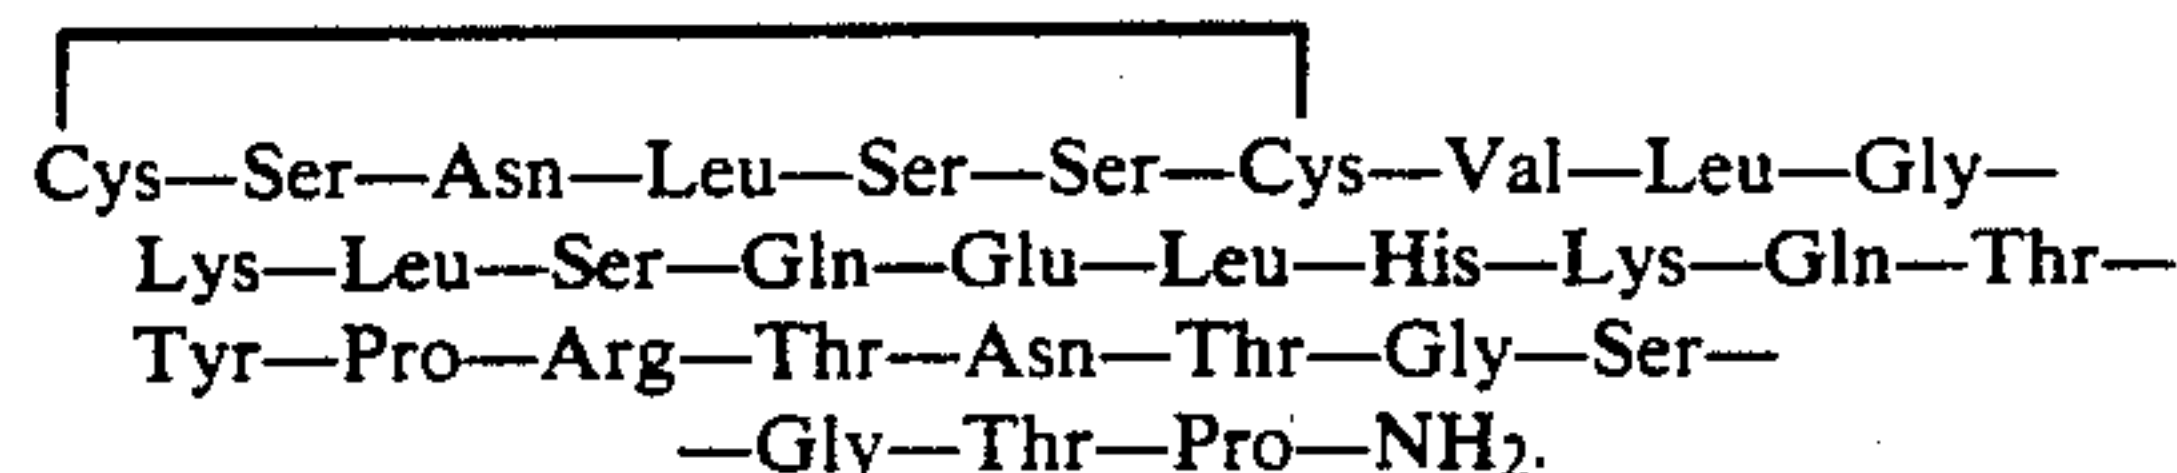 Cys—Ser—Asn—Leu—Ser—Ser—Cys—Val—Leu—Gly—
Lys—Leu—Ser—Gln—Glu—Leu—His—Lys—Gln—Thr—
Tyr—Pro—Arg—Thr—Asn—Thr—Gly—Ser—
—Gly—Thr—Pro—NH₂.